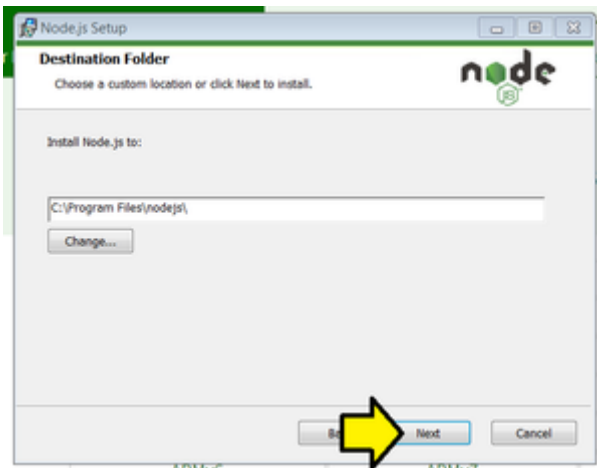 Node.js Setup
Destination Folder
Choose a custom location or click Next to install.
node
JS
Install Node.js to:
C:\Program Files\nodejs\
Change...
Next
Cancel